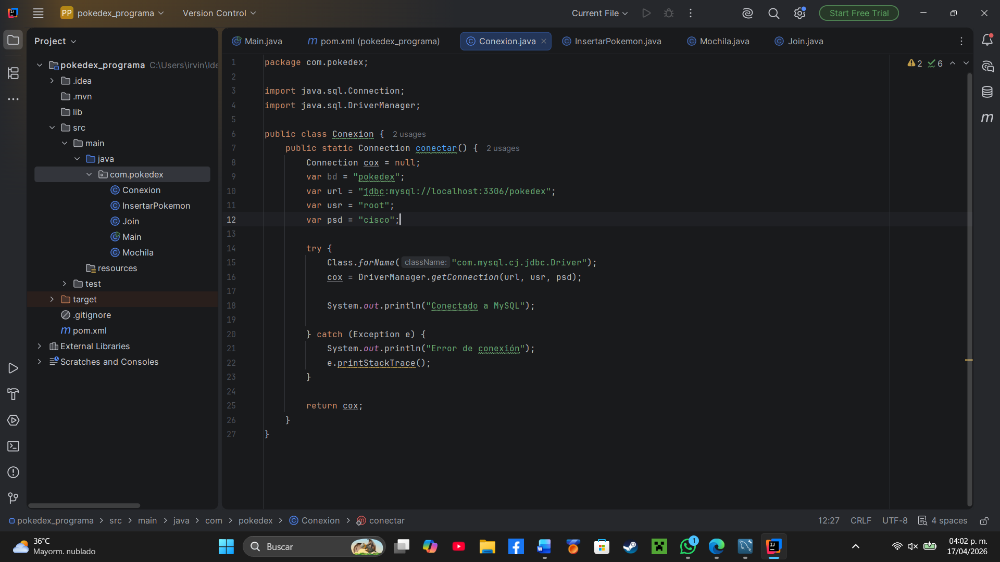 PP pokedex_programa
Version Control
Current File
Start Free Trial
Project
Main.java
m pom.xml (pokedex_programa)
Conexion.java
InsertarPokemon.java
Mochila.java
Join.java
pokedex_programa C:\Users\irvin\Ide
.idea
.mvn
lib
src
main
java
com.pokedex
Conexion
InsertarPokemon
Join
Main
Mochila
resources
test
target
.gitignore
m pom.xml
External Libraries
Scratches and Consoles
2 6
1 package com.pokedex;
2
3 import java.sql.Connection;
4 import java.sql.DriverManager;
5
6 public class Conexion { 2 usages
7 public static Connection conectar() { 2 usages
8 Connection cox = null;
9 var bd = "pokedex";
10 var url = "jdbc:mysql://localhost:3306/pokedex";
11 var usr = "root";
12 var psd = "cisco";
13
14 try {
15 Class.forName( className: "com.mysql.cj.jdbc.Driver");
16 cox = DriverManager.getConnection(url, usr, psd);
17
18 System.out.println("Conectado a MySQL");
19
20 } catch (Exception e) {
21 System.out.println("Error de conexión");
22 e.printStackTrace();
23 }
24
25 return cox;
26 }
27 }
pokedex_programa > src > main > java > com > pokedex > Conexion > conectar
12:27 CRLF UTF-8 4 spaces
36°C
Mayorm. nublado
Buscar
1
04:02 p. m.
17/04/2026